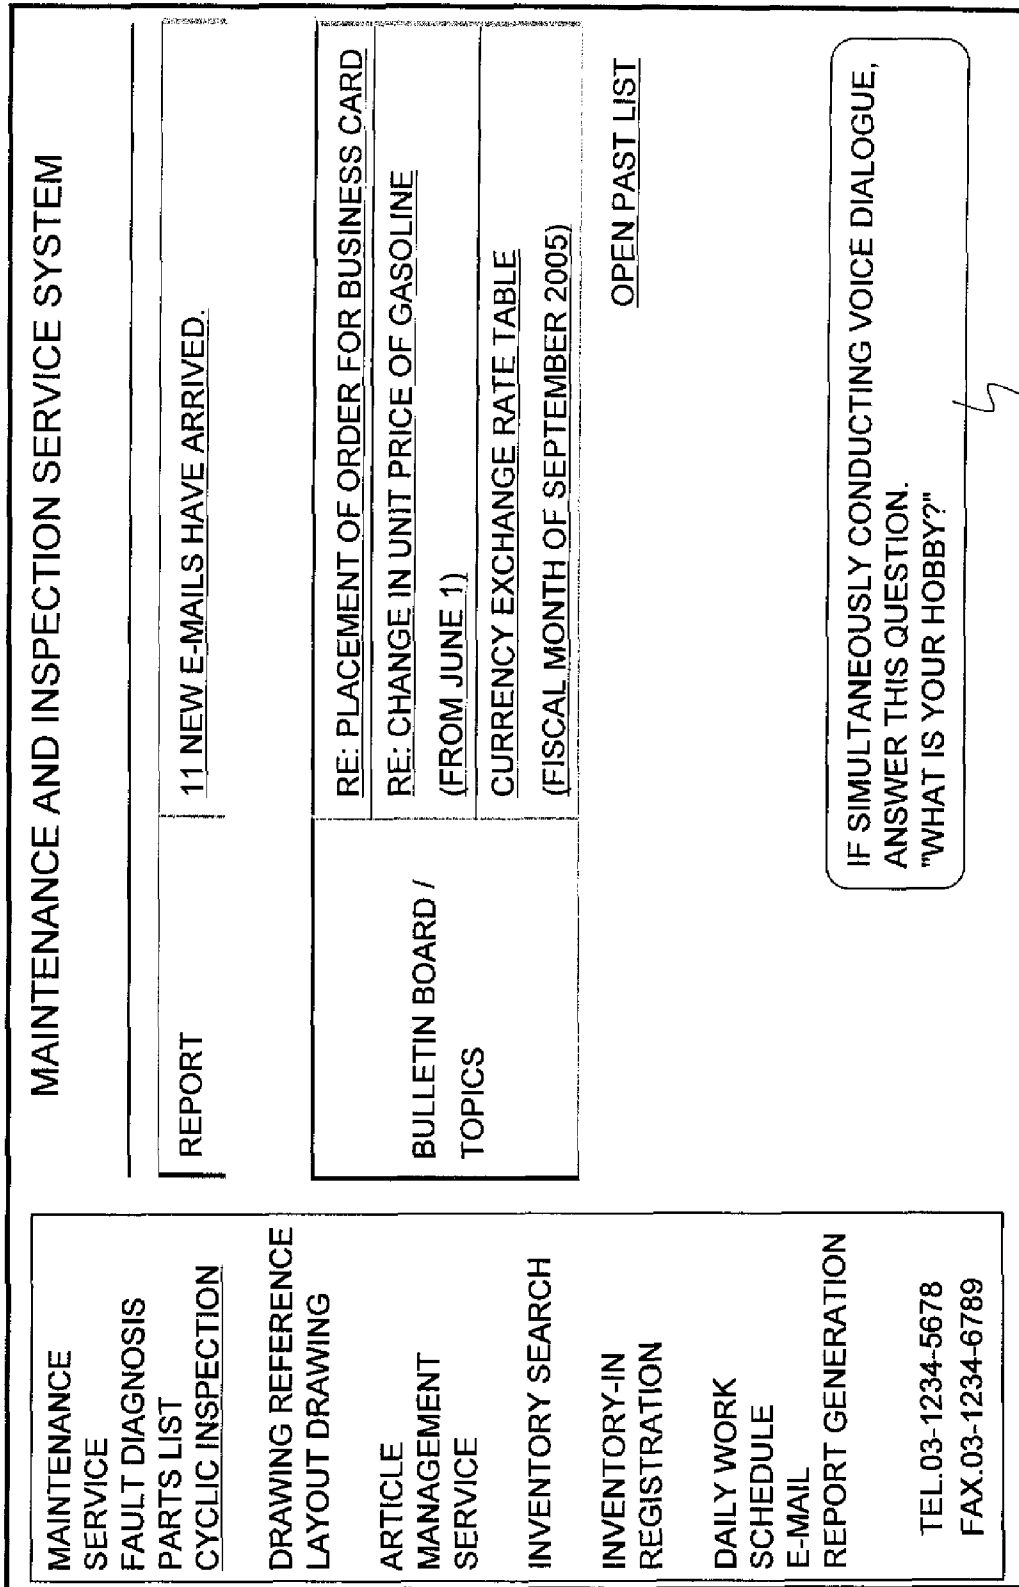 MAINTENANCE AND INSPECTION SERVICE SYSTEM
MAINTENANCE
SERVICE
FAULT DIAGNOSIS
PARTS LIST
CYCLIC INSPECTION
DRAWING REFERENCE
LAYOUT DRAWING
ARTICLE
MANAGEMENT
SERVICE
INVENTORY SEARCH
INVENTORY-IN
REGISTRATION
DAILY WORK
SCHEDULE
E-MAIL
REPORT GENERATION
TEL.03-1234-5678
FAX.03-1234-6789
REPORT
11 NEW E-MAILS HAVE ARRIVED.
BULLETIN BOARD /
TOPICS
RE: PLACEMENT OF ORDER FOR BUSINESS CARD
RE: CHANGE IN UNIT PRICE OF GASOLINE
(FROM JUNE 1)
CURRENCY EXCHANGE RATE TABLE
(FISCAL MONTH OF SEPTEMBER 2005)
OPEN PAST LIST
IF SIMULTANEOUSLY CONDUCTING VOICE DIALOGUE,
ANSWER THIS QUESTION.
"WHAT IS YOUR HOBBY?"